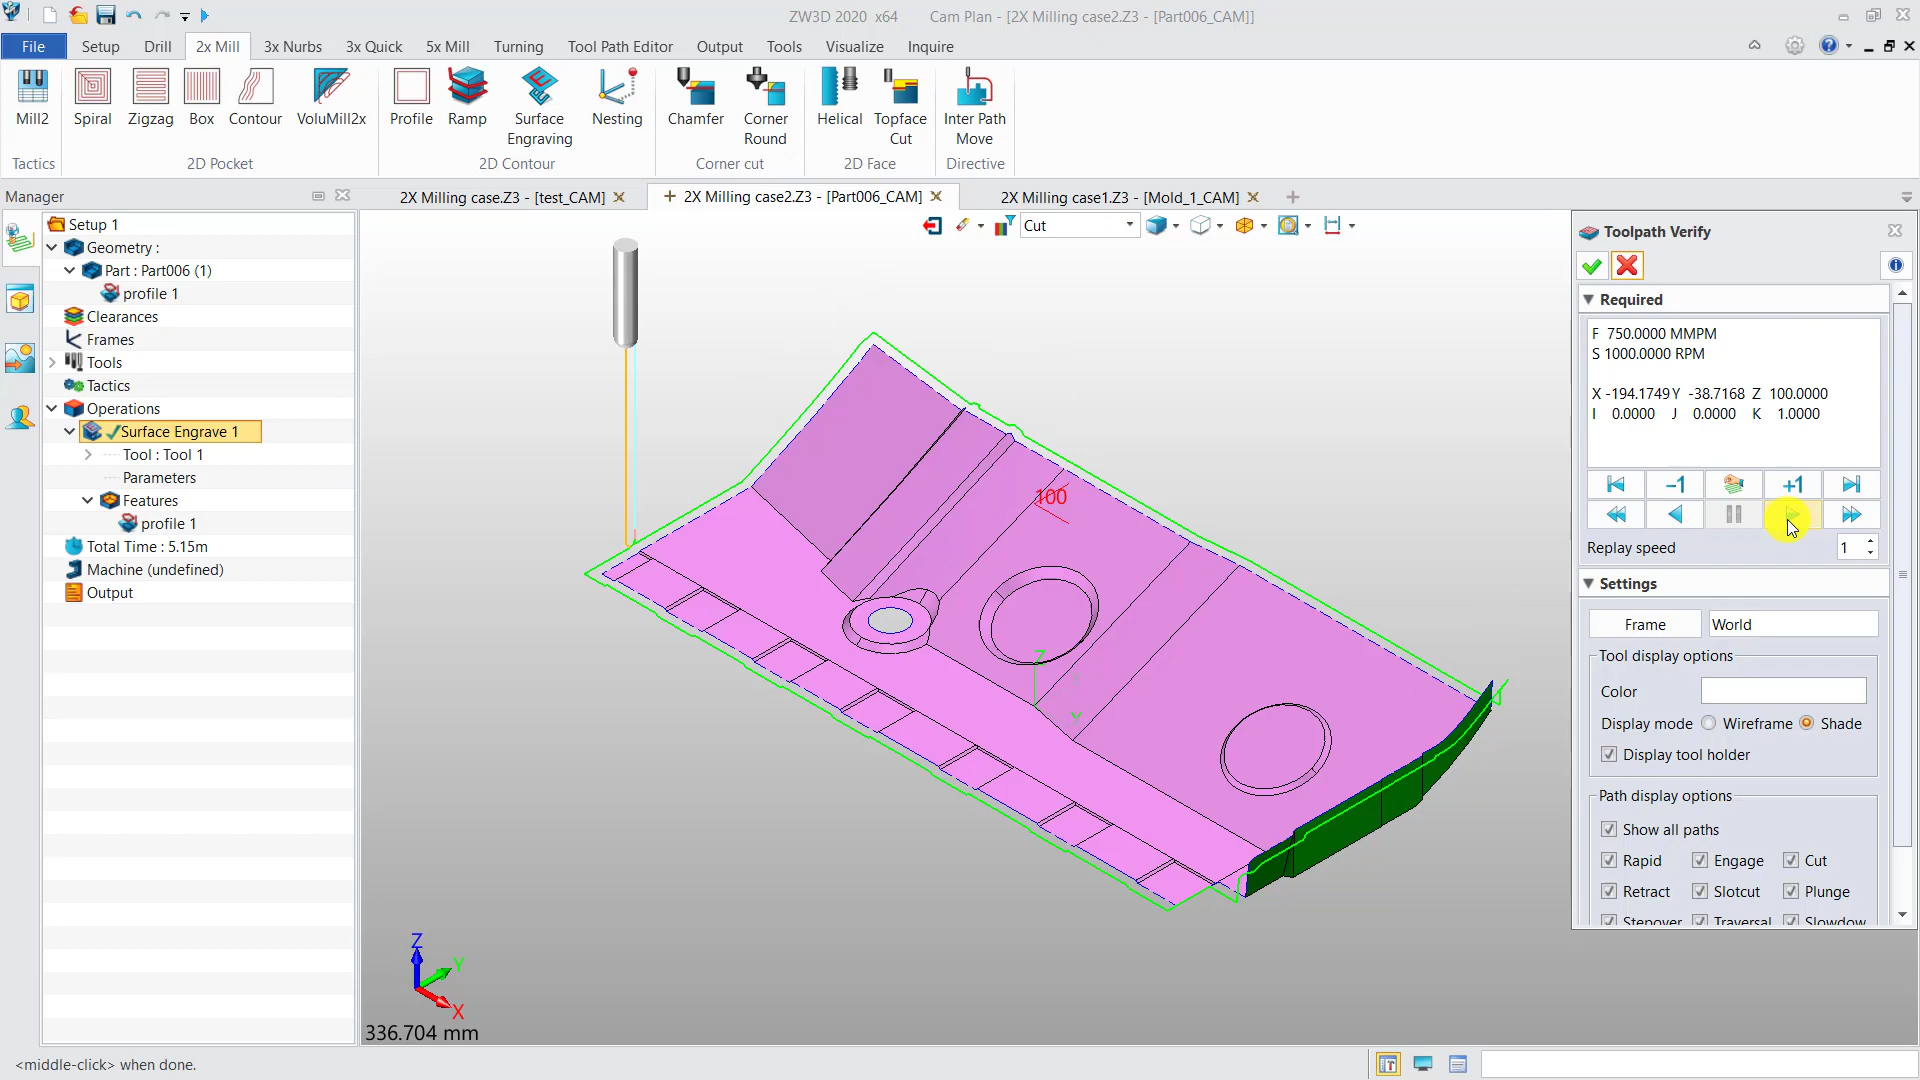 ZW3D 2020 x64 Cam Plan - [2X Milling case2.Z3 - [Part006_CAM]]
File Setup Drill 2x Mill 3x Nurbs 3x Quick 5x Mill Turning Tool Path Editor Output Tools Visualize Inquire
Mill2 Spiral Zigzag Box Contour VoluMill2x Profile Ramp Surface Engraving Nesting Chamfer Corner Round Helical Topface Cut Inter Path Move
Tactics 2D Pocket 2D Contour Corner cut 2D Face Directive
Manager
2X Milling case.Z3 - [test_CAM] 2X Milling case2.Z3 - [Part006_CAM] 2X Milling case1.Z3 - [Mold_1_CAM]
Setup 1
Geometry :
Part : Part006 (1)
profile 1
Clearances
Frames
Tools
Tactics
Operations
Surface Engrave 1
Tool : Tool 1
Parameters
Features
profile 1
Total Time : 5.15m
Machine (undefined)
Output
Cut
100
Z
Y
Z
Y
X
336.704 mm
Toolpath Verify
Required
F 750.0000 MMPM
S 1000.0000 RPM
X -194.1749 Y -38.7168 Z 100.0000
I 0.0000 J 0.0000 K 1.0000
-1 +1
Replay speed 1
Settings
Frame World
Tool display options
Color
Display mode Wireframe Shade
Display tool holder
Path display options
Show all paths
Rapid Engage Cut
Retract Slotcut Plunge
Stepover Traversal Slowdow
<middle-click> when done.